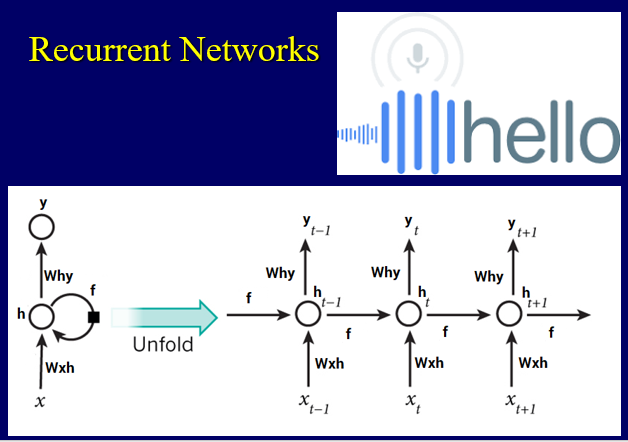 Recurrent Networks
hello
y
Why
f
h
Wxh
x
Unfold
y t-1
y t
y t+1
Why
Why
Why
f
h t-1
h t
h t+1
f
f
f
Wxh
Wxh
Wxh
x t-1
x t
x t+1